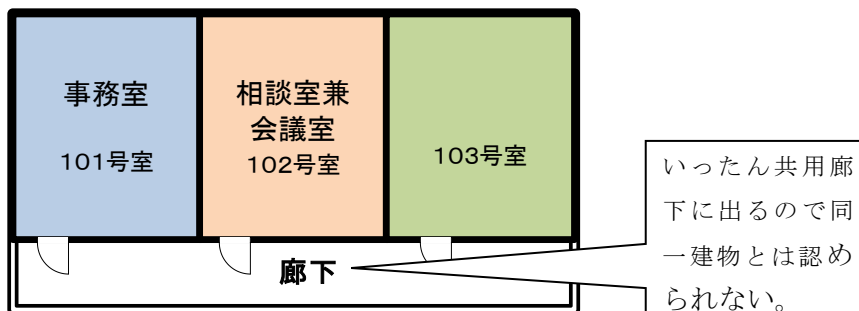 事務室
101号室
相談室兼
会議室
102号室
103号室
廊下
いったん共用廊
下に出るので同
一建物とは認め
られない。